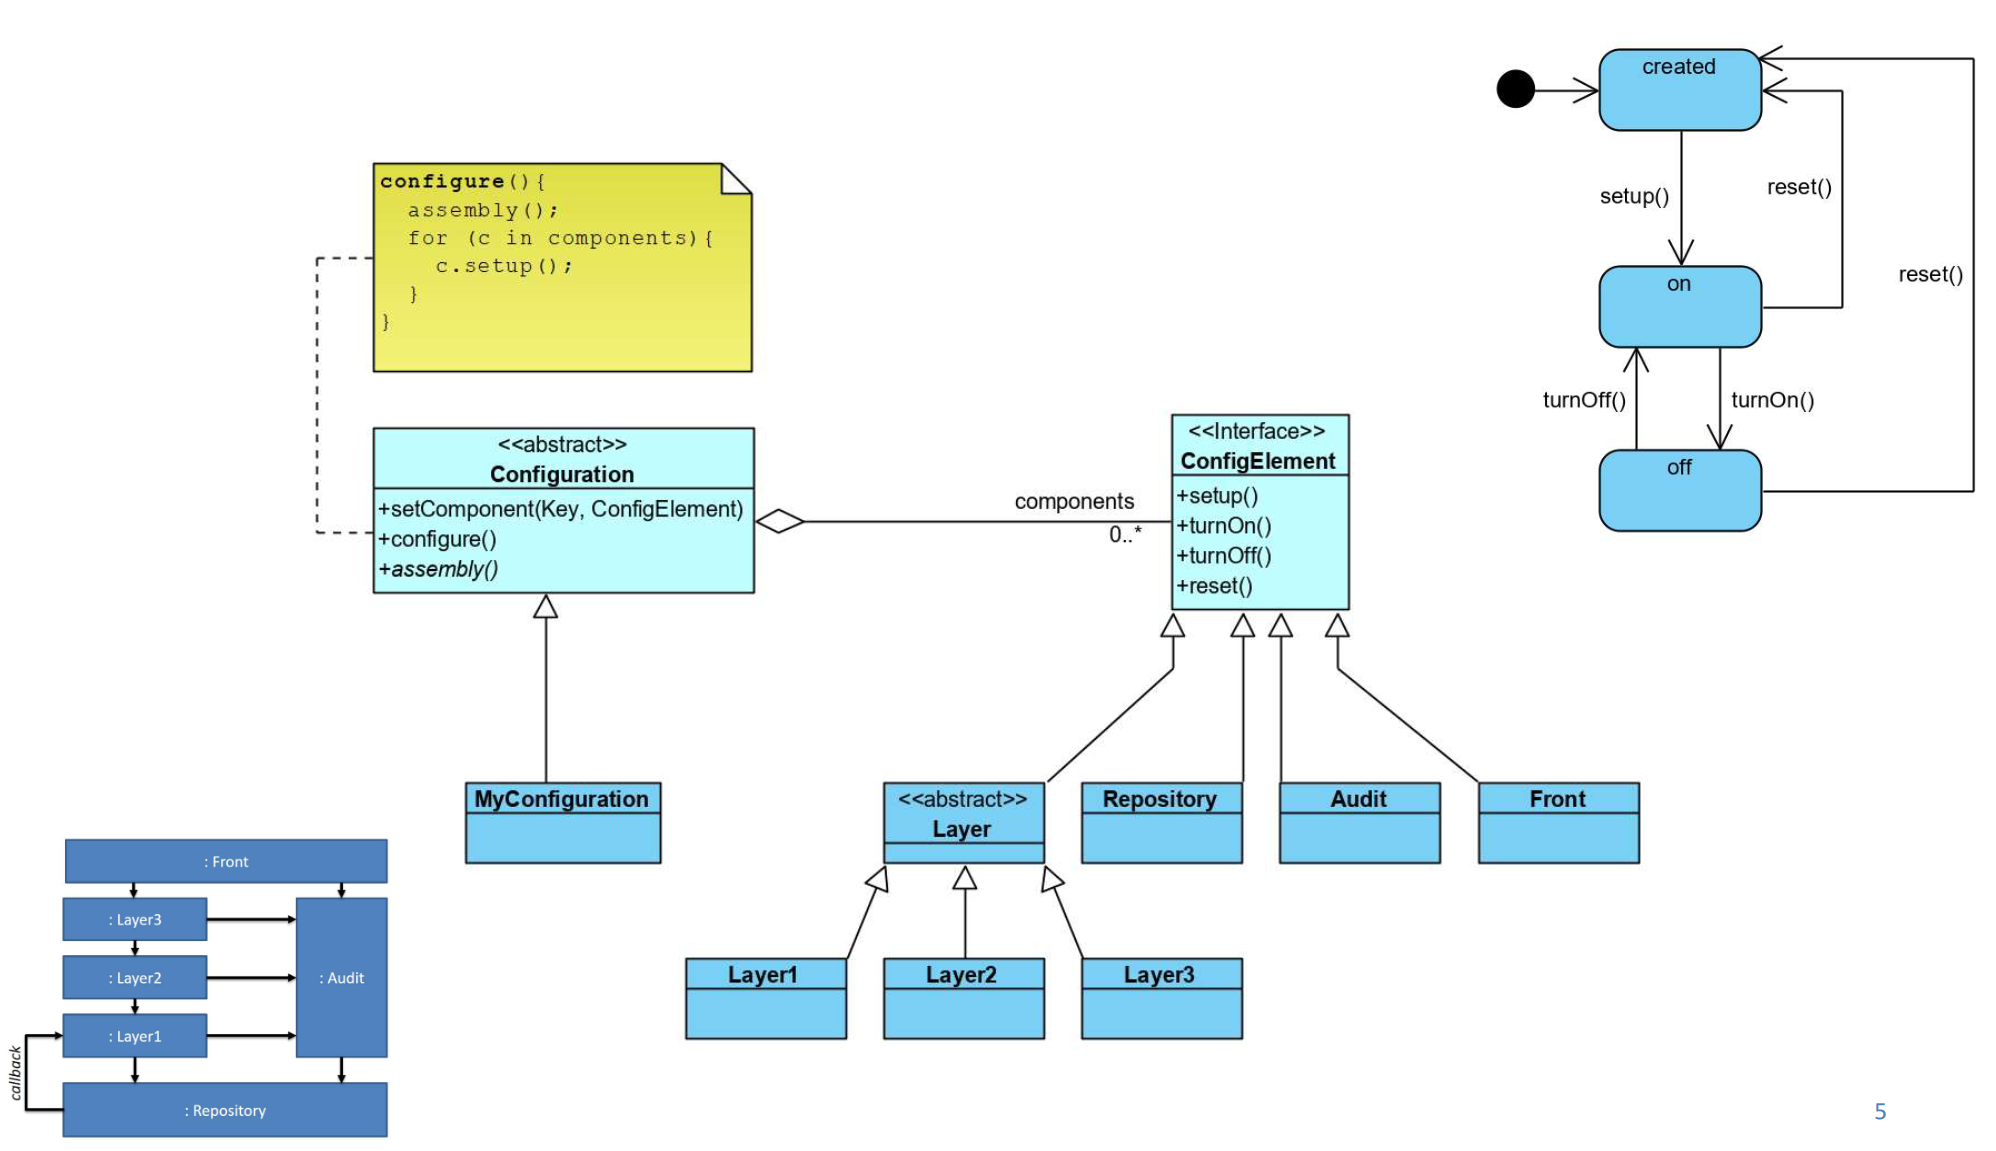 created
setup()
reset()
reset()
on
turnOff()
turnOn()
off
configure(){
assembly();
for (c in components){
c.setup();
}
}
<<abstract>>
Configuration
+setComponent(Key, ConfigElement)
+configure()
+assembly()
components
0..*
<<Interface>>
ConfigElement
+setup()
+turnOn()
+turnOff()
+reset()
MyConfiguration
<<abstract>>
Layer
Repository
Audit
Front
Layer1
Layer2
Layer3
: Front
: Layer3
: Layer2
: Audit
: Layer1
callback
: Repository
5